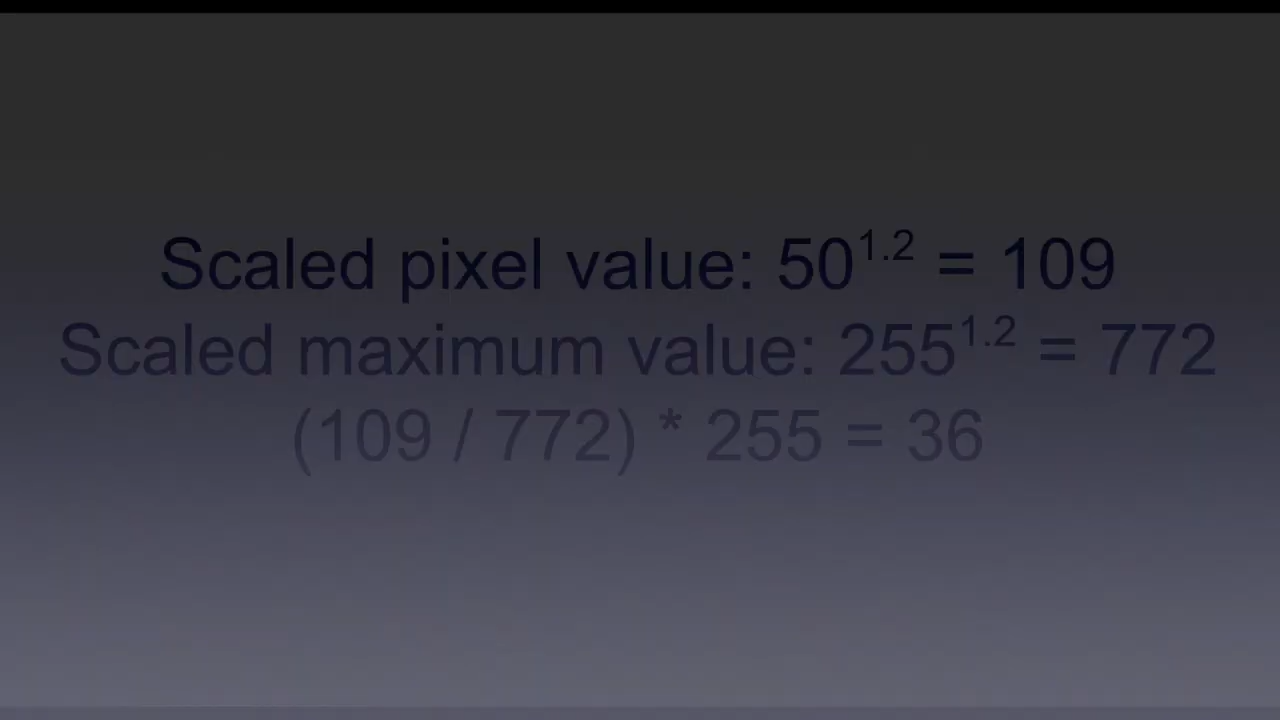 Scaled pixel value: 50^1.2 = 109
Scaled maximum value: 255^1.2 = 772
(109 / 772) * 255 = 36